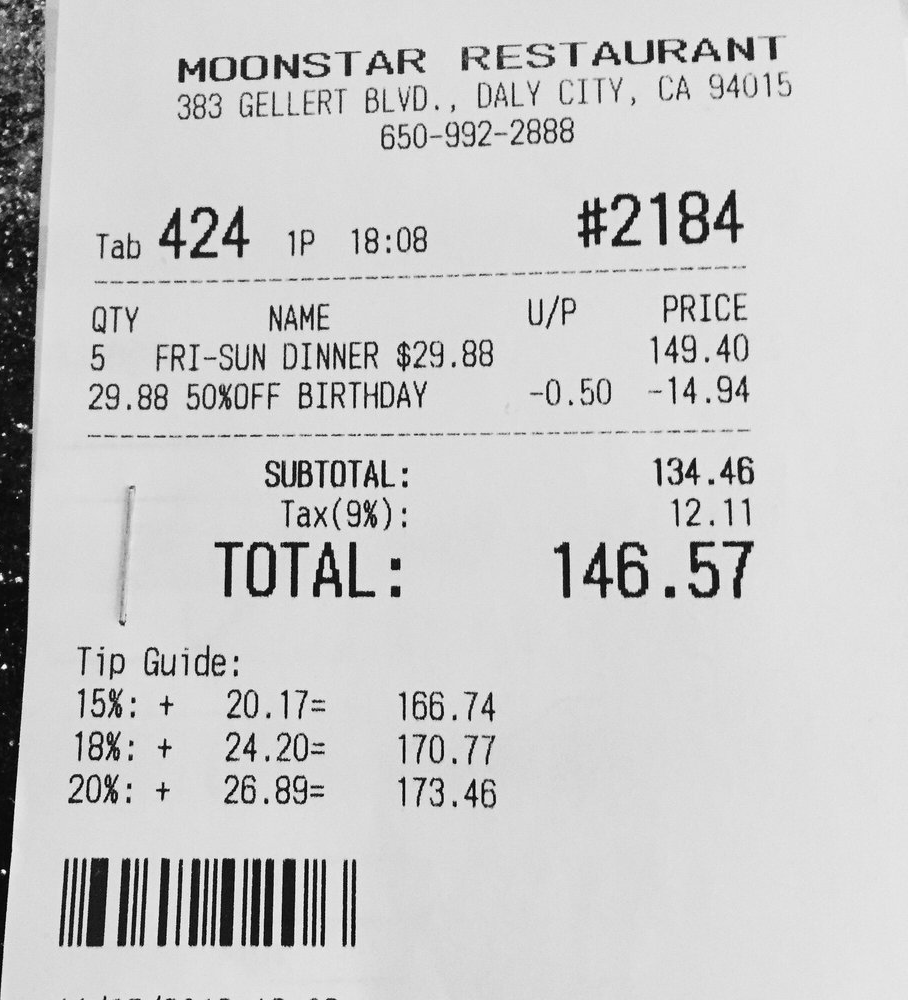 MOONSTAR RESTAURANT
383 GELLERT BLVD., DALY CITY, CA 94015
650-992-2888
Tab 424 1P 18:08 #2184
QTY NAME U/P PRICE
5 FRI-SUN DINNER $29.88 149.40
29.88 50%OFF BIRTHDAY -0.50 -14.94
SUBTOTAL: 134.46
Tax(9%): 12.11
TOTAL: 146.57
Tip Guide:
15%: + 20.17= 166.74
18%: + 24.20= 170.77
20%: + 26.89= 173.46